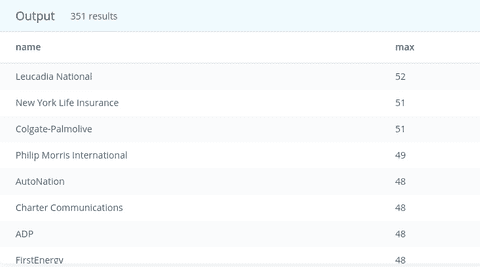 Output 351 results
name max
Leucadia National 52
New York Life Insurance 51
Colgate-Palmolive 51
Philip Morris International 49
AutoNation 48
Charter Communications 48
ADP 48
FirstEnergy 48